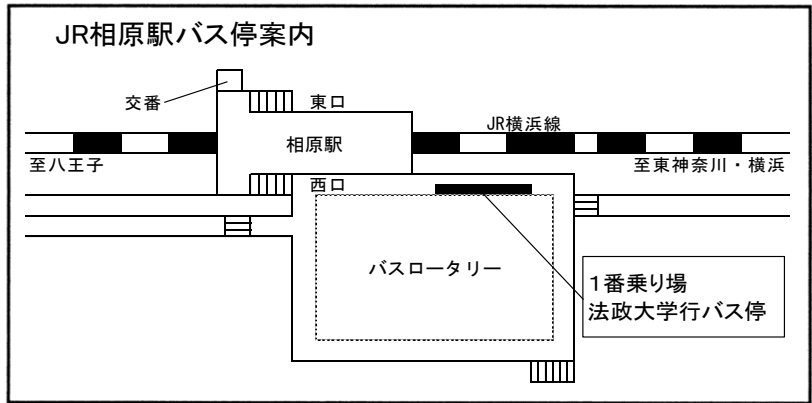 JR相原駅バス停案内
交番
東口
JR横浜線
相原駅
至八王子
至東神奈川・横浜
西口
バスロータリー
1番乗り場
法政大学行バス停